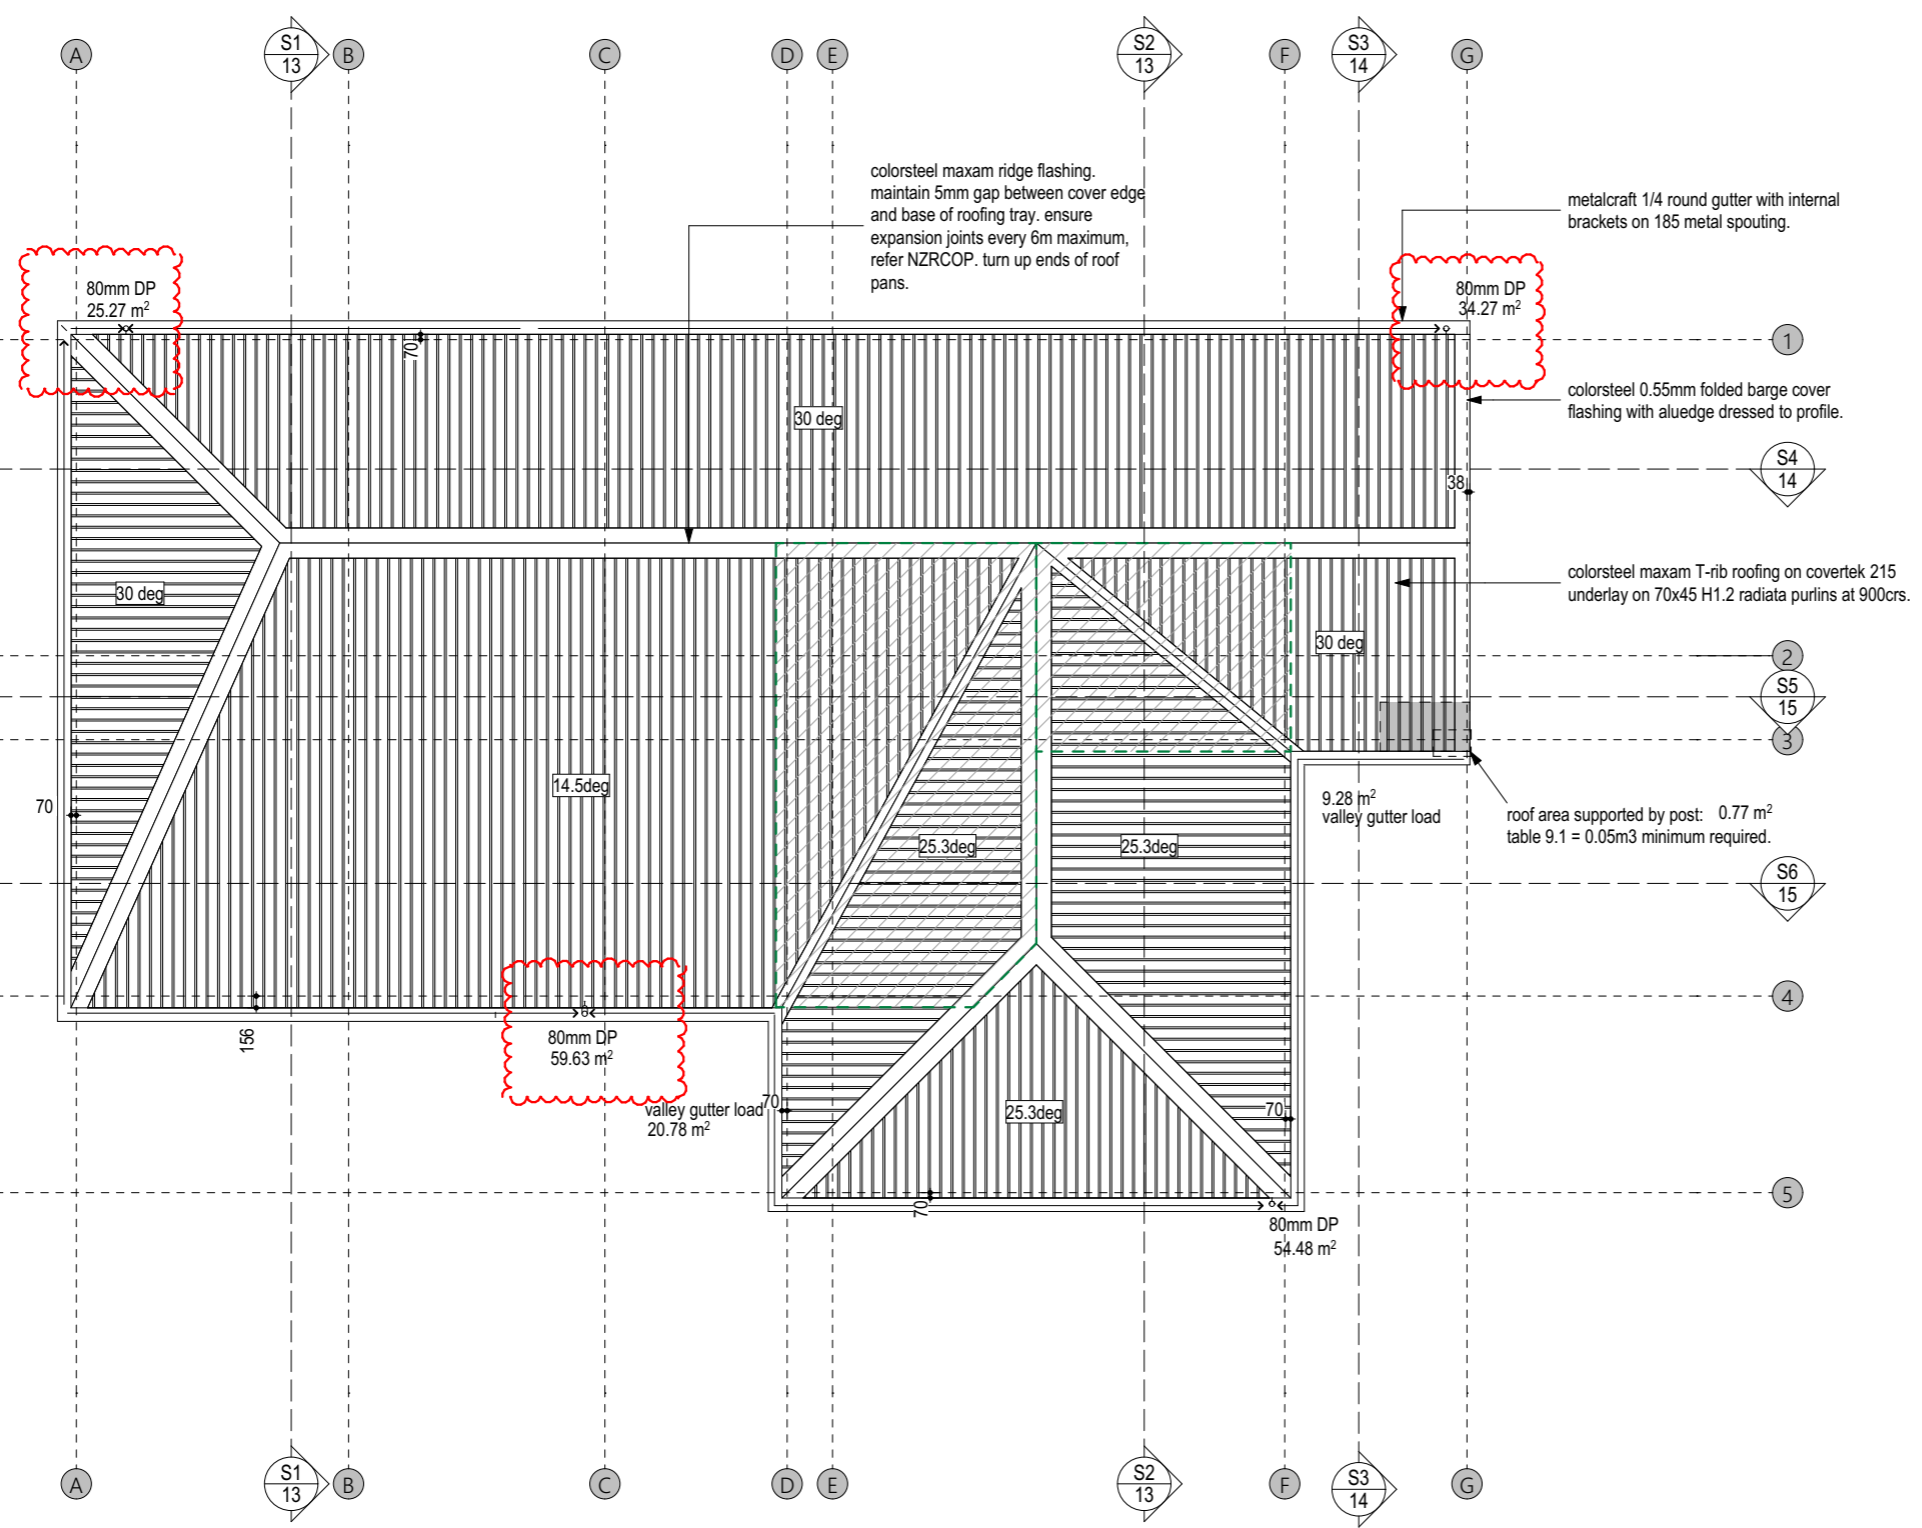 A
S1
13
B
C
D
E
S2
13
F
S3
14
G
colorsteel maxam ridge flashing.
maintain 5mm gap between cover edge
and base of roofing tray. ensure
expansion joints every 6m maximum,
refer NZRCOP. turn up ends of roof
pans.
metalcraft 1/4 round gutter with internal
brackets on 185 metal spouting.
80mm DP
25.27 m²
80mm DP
34.27 m²
1
70
colorsteel 0.55mm folded barge cover
flashing with aluedge dressed to profile.
30 deg
S4
14
38
colorsteel maxam T-rib roofing on covertek 215
underlay on 70x45 H1.2 radiata purlins at 900crs.
30 deg
30 deg
2
S5
15
3
14.5deg
70
9.28 m²
valley gutter load
roof area supported by post: 0.77 m²
table 9.1 = 0.05m3 minimum required.
25.3deg
25.3deg
S6
15
4
156
80mm DP
59.63 m²
valley gutter load
20.78 m²
70
25.3deg
70
5
70
80mm DP
54.48 m²
A
S1
13
B
C
D
E
S2
13
F
S3
14
G